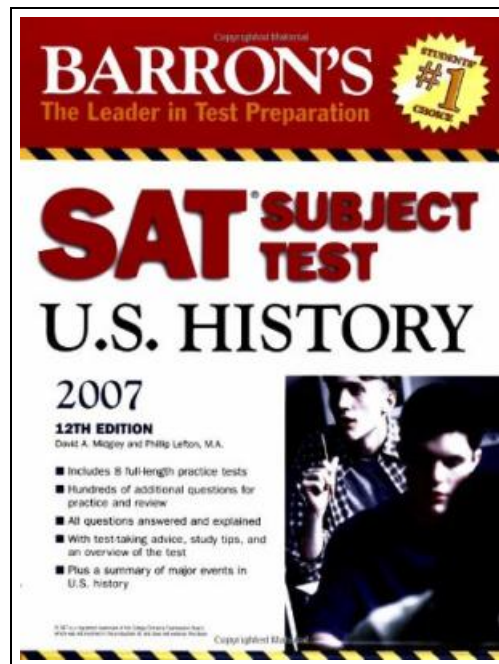 Copyrighted Material
BARRON'S
The Leader in Test Preparation
STUDENTS'
#1
CHOICE
SAT® SUBJECT
TEST
U.S. HISTORY
2007
12TH EDITION
David A. Midgley and Phillip Lefton, M.A.
■ Includes 8 full-length practice tests
■ Hundreds of additional questions for
practice and review
■ All questions answered and explained
■ With test-taking advice, study tips, and
an overview of the test
■ Plus a summary of major events in
U.S. history
Copyrighted Material